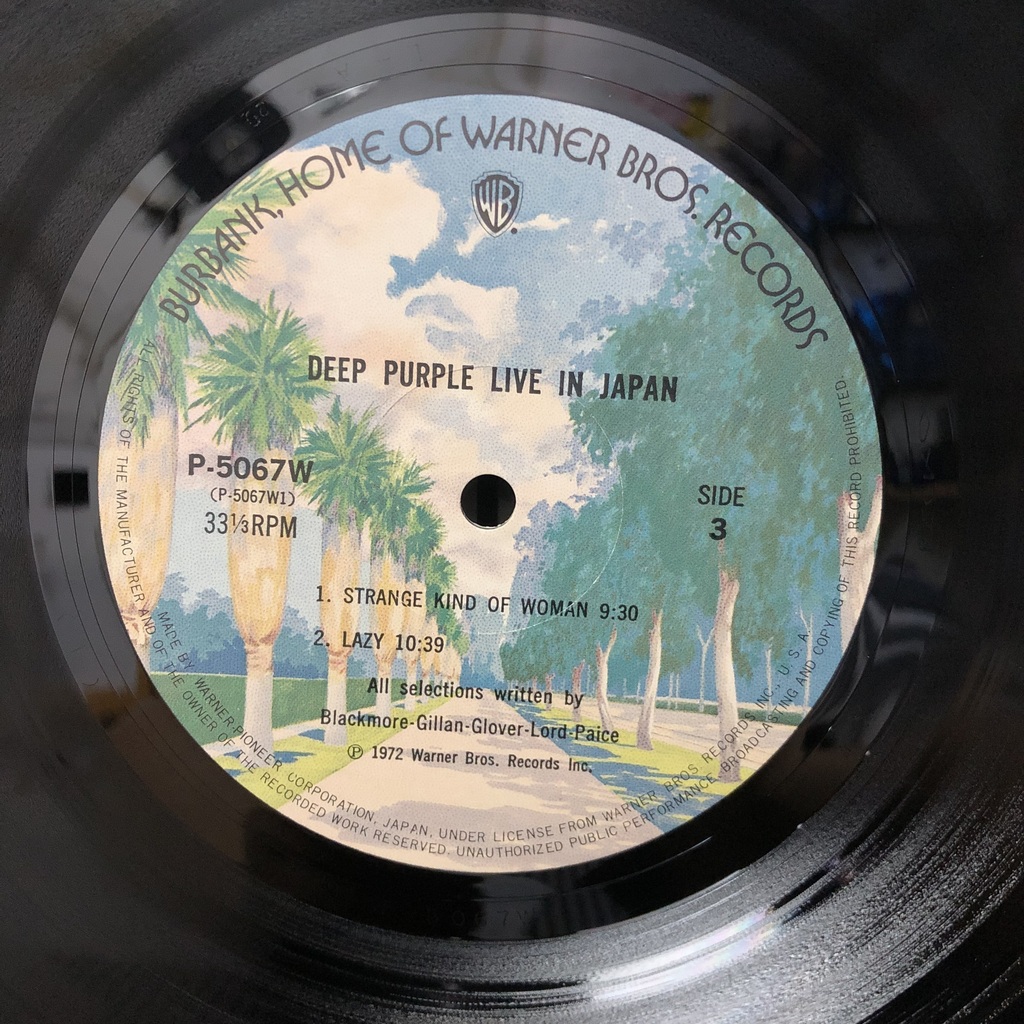 BURBANK, HOME OF WARNER BROS. RECORDS
WB
DEEP PURPLE LIVE IN JAPAN
P-5067W
(P-5067W1)
33⅓RPM
SIDE
3
1. STRANGE KIND OF WOMAN 9:30
2. LAZY 10:39
All selections written by
Blackmore-Gillan-Glover-Lord-Paice
Ⓟ 1972 Warner Bros. Records Inc.
MADE BY WARNER-PIONEER CORPORATION, JAPAN, UNDER LICENSE FROM WARNER BROS. RECORDS INC., U. S. A.
ALL RIGHTS OF THE MANUFACTURER AND OF THE OWNER OF THE RECORDED WORK RESERVED. UNAUTHORIZED PUBLIC PERFORMANCE, BROADCASTING AND COPYING OF THIS RECORD PROHIBITED.